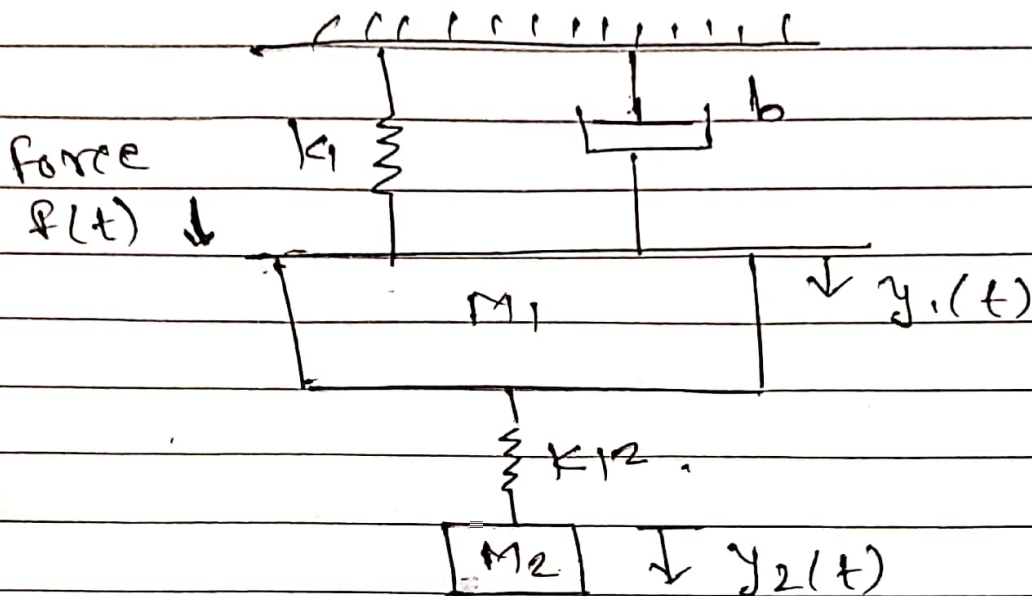 b
Force
K1
f(t) ↓
M1
↓ y1(t)
K12.
M2
↓ y2(t)